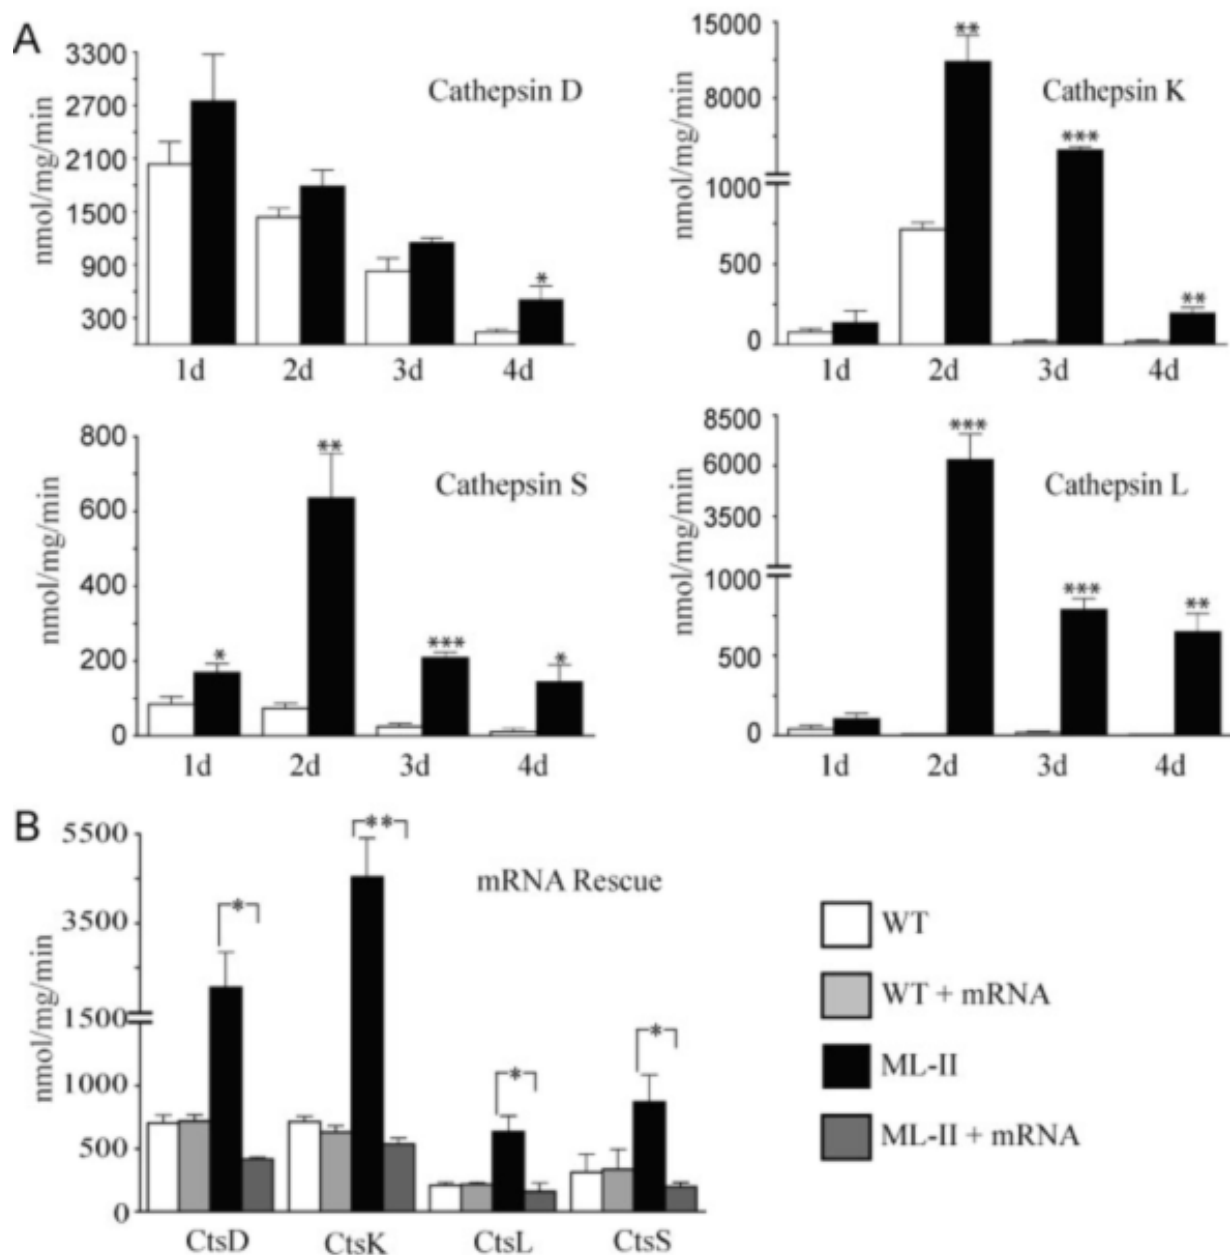 A
nmol/mg/min
3300
2700
2100
1500
900
300
Cathepsin D
*
1d 2d 3d 4d
nmol/mg/min
15000
8000
1000
500
0
Cathepsin K
**
***
**
1d 2d 3d 4d
nmol/mg/min
800
600
400
200
0
Cathepsin S
*
**
***
*
1d 2d 3d 4d
nmol/mg/min
8500
6000
3500
1000
500
0
Cathepsin L
***
***
**
1d 2d 3d 4d
B
nmol/mg/min
5500
3500
1500
1000
500
0
mRNA Rescue
*
**
*
*
CtsD CtsK CtsL CtsS
WT
WT + mRNA
ML-II
ML-II + mRNA